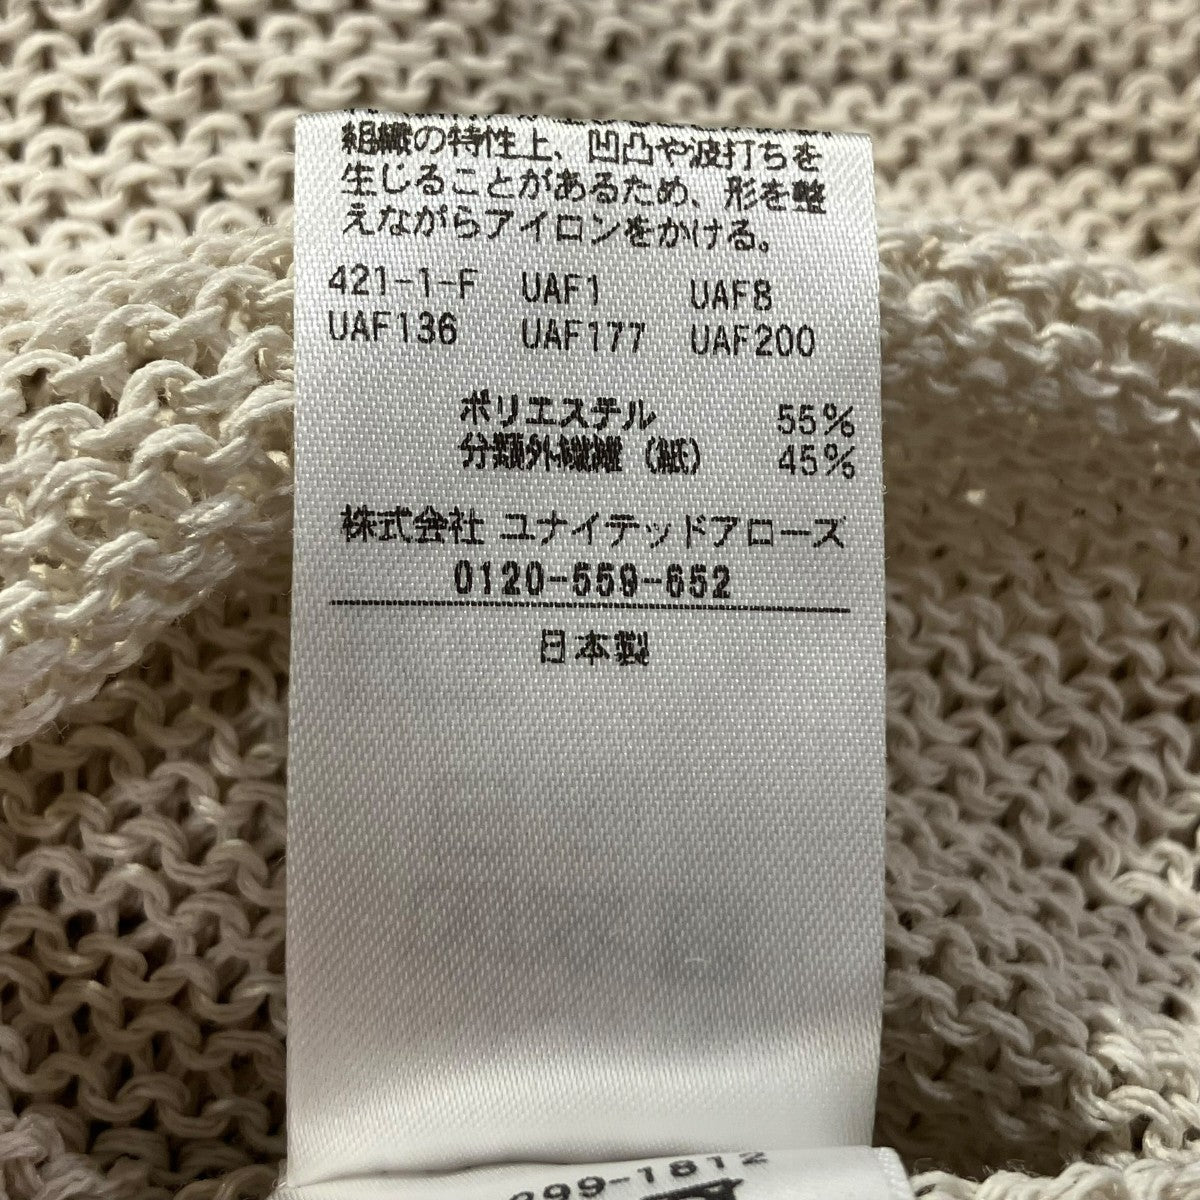 組織の特性上、凹凸や波打ちを
生じることがあるため、形を整
えながらアイロンをかける。
421-1-F UAF1 UAF8
UAF136 UAF177 UAF200
ポリエステル 55%
分類外繊維（紙） 45%
株式会社 ユナイテッドアローズ
0120-559-652
日本製
699-1812